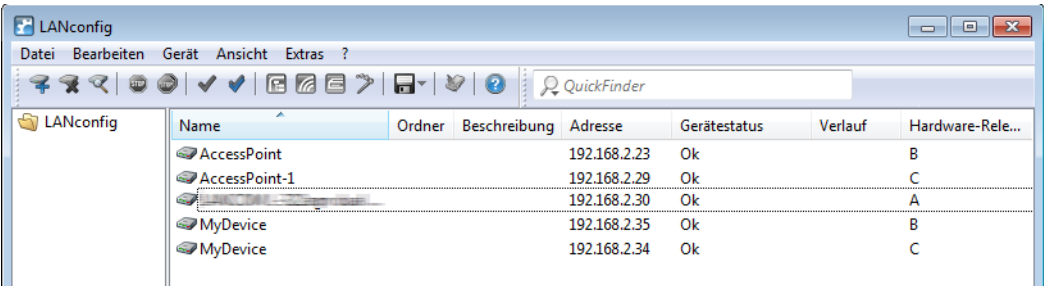 LANconfig
Datei Bearbeiten Gerät Ansicht Extras ?
QuickFinder
LANconfig
Name Ordner Beschreibung Adresse Gerätestatus Verlauf Hardware-Rele...
AccessPoint 192.168.2.23 Ok B
AccessPoint-1 192.168.2.29 Ok C
192.168.2.30 Ok A
MyDevice 192.168.2.35 Ok B
MyDevice 192.168.2.34 Ok C